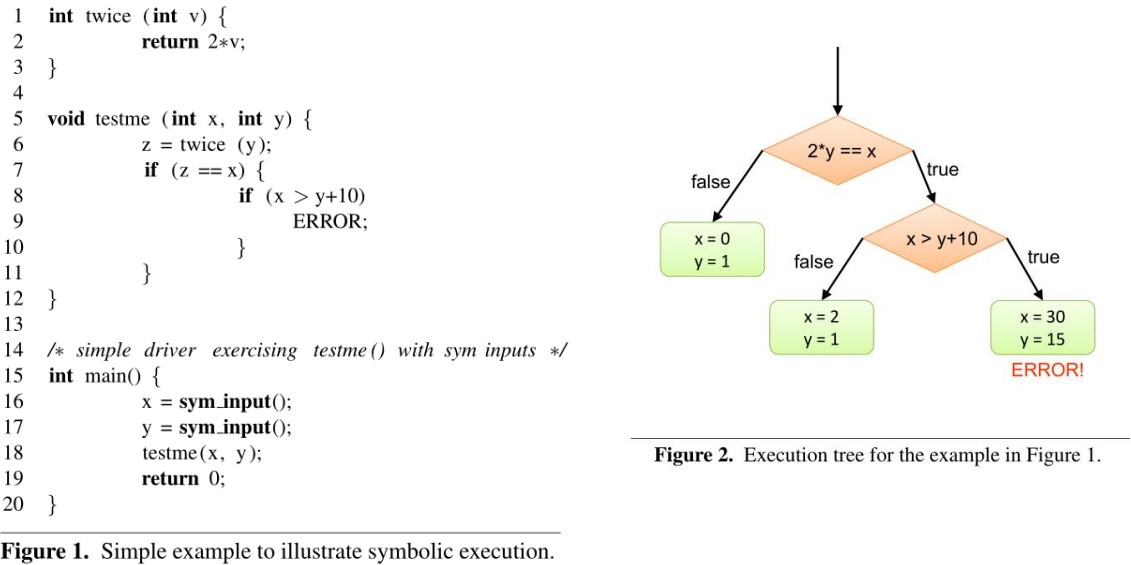 1 int twice (int v) {
2 return 2*v;
3 }
4
5 void testme (int x, int y) {
6 z = twice (y);
7 if (z == x) {
8 if (x > y+10)
9 ERROR;
10 }
11 }
12 }
13
14 /* simple driver exercising testme() with sym inputs */
15 int main() {
16 x = sym_input();
17 y = sym_input();
18 testme(x, y);
19 return 0;
20 }
Figure 1. Simple example to illustrate symbolic execution.
2*y == x
false
true
x = 0
y = 1
x > y+10
false
true
x = 2
y = 1
x = 30
y = 15
ERROR!
Figure 2. Execution tree for the example in Figure 1.